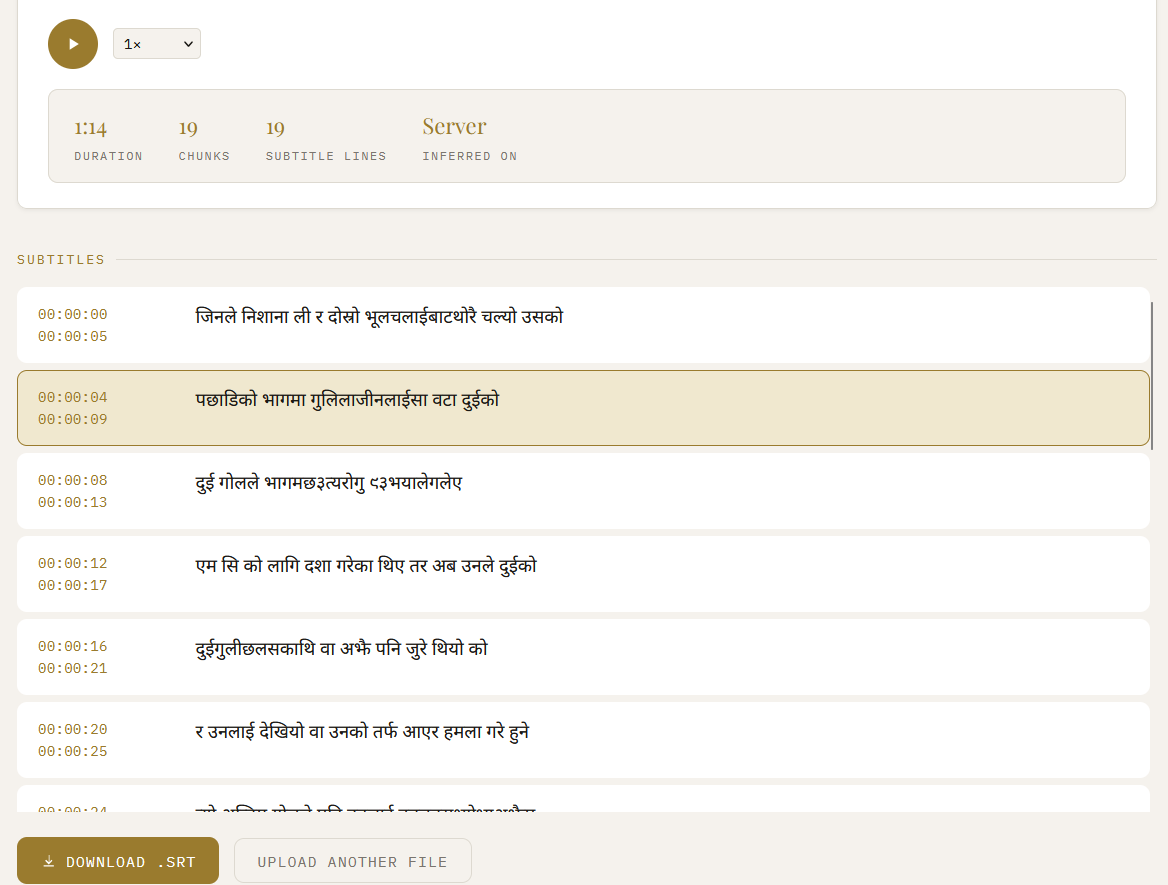 1×
1:14 19 19 Server
DURATION CHUNKS SUBTITLE LINES INFERRED ON
SUBTITLES
00:00:00 जिनले निशाना ली र दोस्रो भूलचलाईबाटथोरै चल्यो उसको
00:00:05
00:00:04 पछाडिको भागमा गुलिलाजीनलाईसा वटा दुईको
00:00:09
00:00:08 दुई गोलले भागमछ३त्यरोगु ९३भयालेगलेए
00:00:13
00:00:12 एम सि को लागि दशा गरेका थिए तर अब उनले दुईको
00:00:17
00:00:16 दुईगुलीछलसकाथि वा अझै पनि जुरे थियो को
00:00:21
00:00:20 र उनलाई देखियो वा उनको तर्फ आएर हमला गरे हुने
00:00:25
00:00:24
DOWNLOAD .SRT UPLOAD ANOTHER FILE